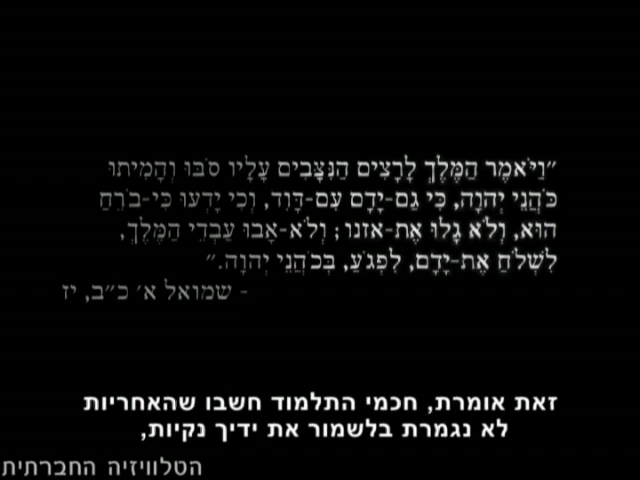 "וַיֹּאמֶר הַמֶּלֶךְ לָרָצִים הַנִּצָּבִים עָלָיו סֹבּוּ וְהָמִיתוּ
כֹּהֲנֵי יְהוָה, כִּי גַם-יָדָם עִם-דָּוִד, וְכִי יָדְעוּ כִּי-בֹרֵחַ
הוּא, וְלֹא גָלוּ אֶת-אזנוֹ; וְלֹא-אָבוּ עַבְדֵי הַמֶּלֶךְ,
לִשְׁלֹחַ אֶת-יָדָם, לִפְגֹעַ, בְּכֹהֲנֵי יְהוָה."
- שמואל א׳ כ״ב, יז
זאת אומרת, חכמי התלמוד חשבו שהאחריות
לא נגמרת בלשמור את ידיך נקיות,
הטלוויזיה החברתית